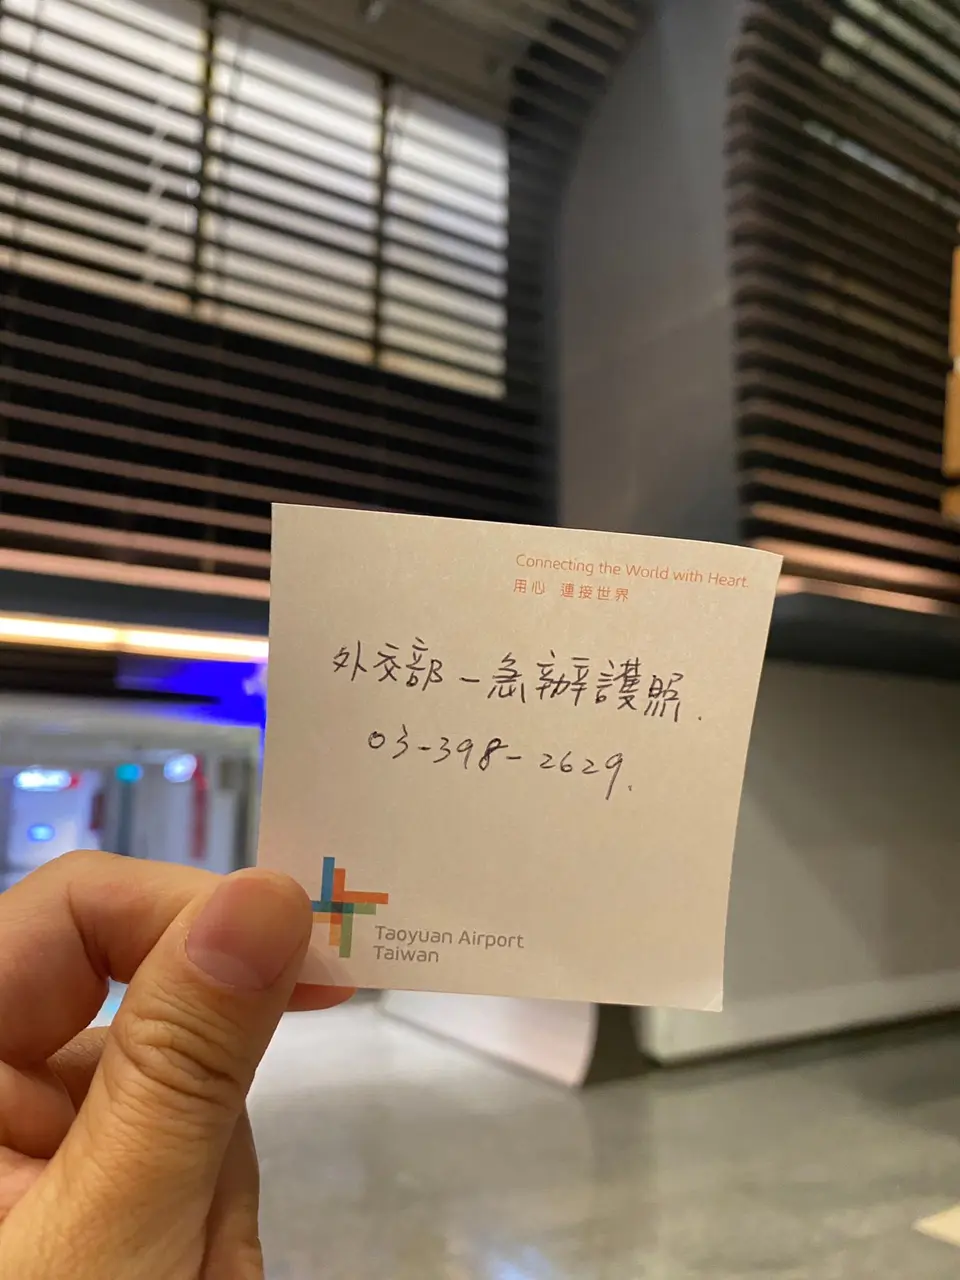 Connecting the World with Heart
用心 連接世界
外交部-急辦護照.
03-398-2629.
Taoyuan Airport
Taiwan